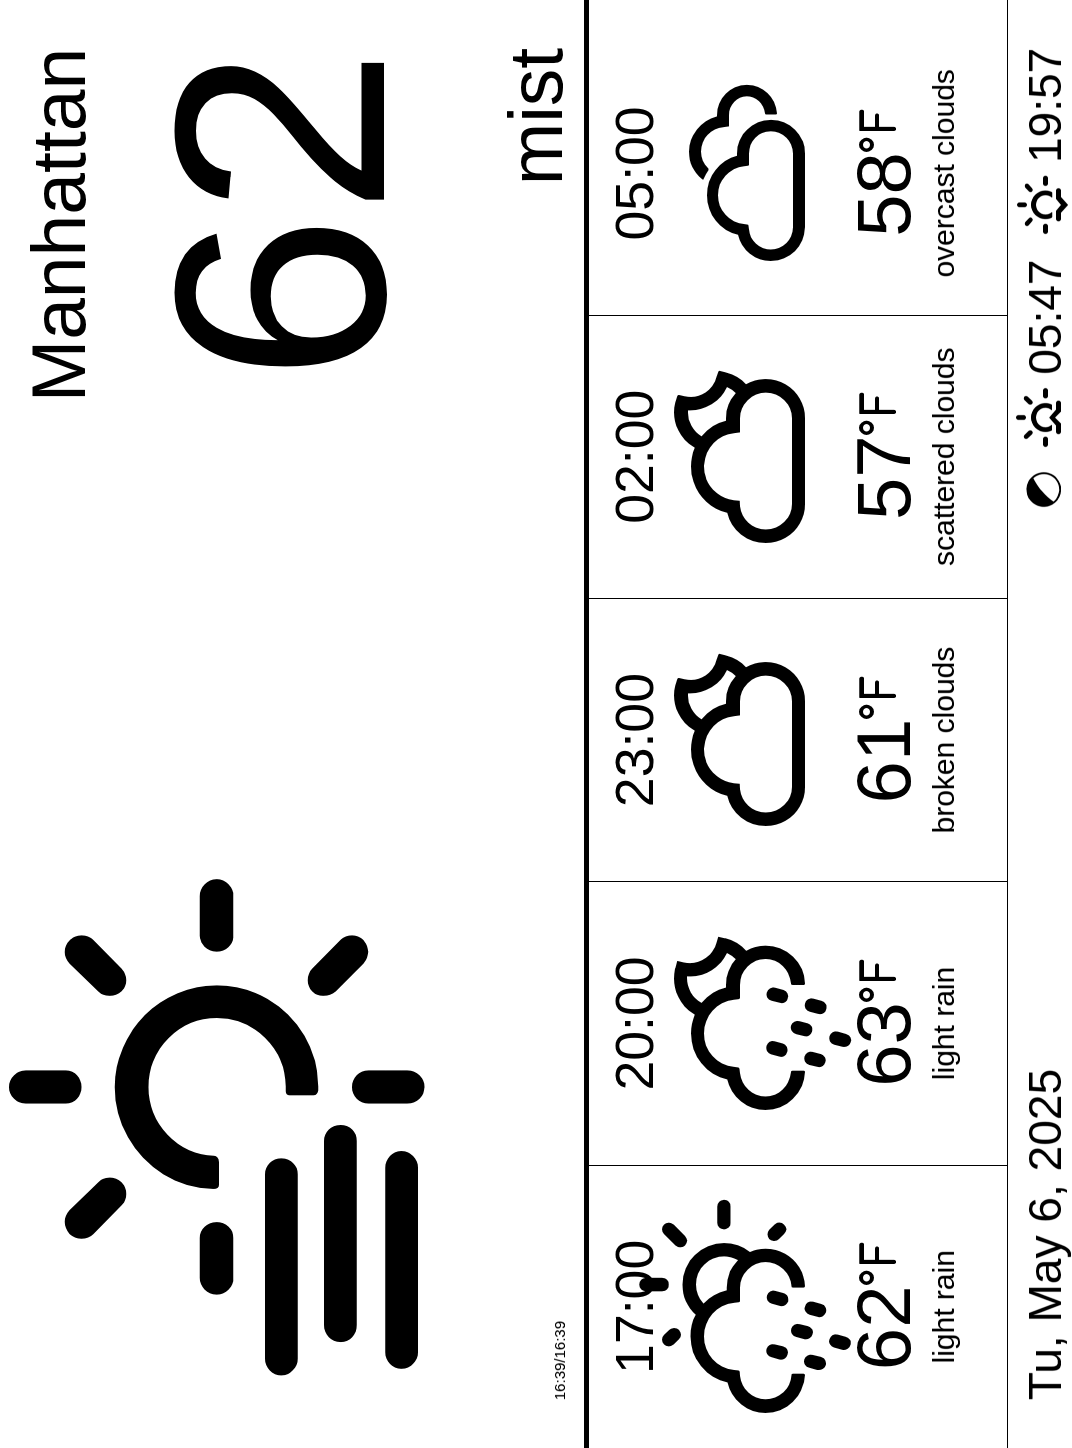 Manhattan
62
mist
16:39/16:39
17:00
62°F
light rain
20:00
63°F
light rain
23:00
61°F
broken clouds
02:00
57°F
scattered clouds
05:00
58°F
overcast clouds
Tu, May 6, 2025
05:47
19:57